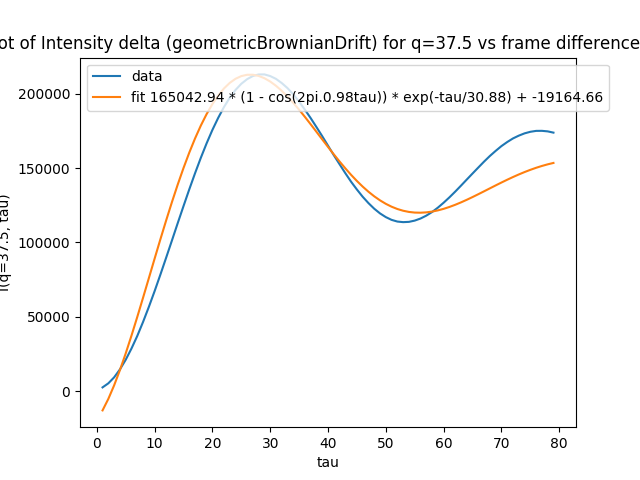 ot of Intensity delta (geometricBrownianDrift) for q=37.5 vs frame difference
data
fit 165042.94 * (1 - cos(2pi.0.98tau)) * exp(-tau/30.88) + -19164.66
200000
150000
100000
50000
0
I(q=37.5, tau)
0 10 20 30 40 50 60 70 80
tau